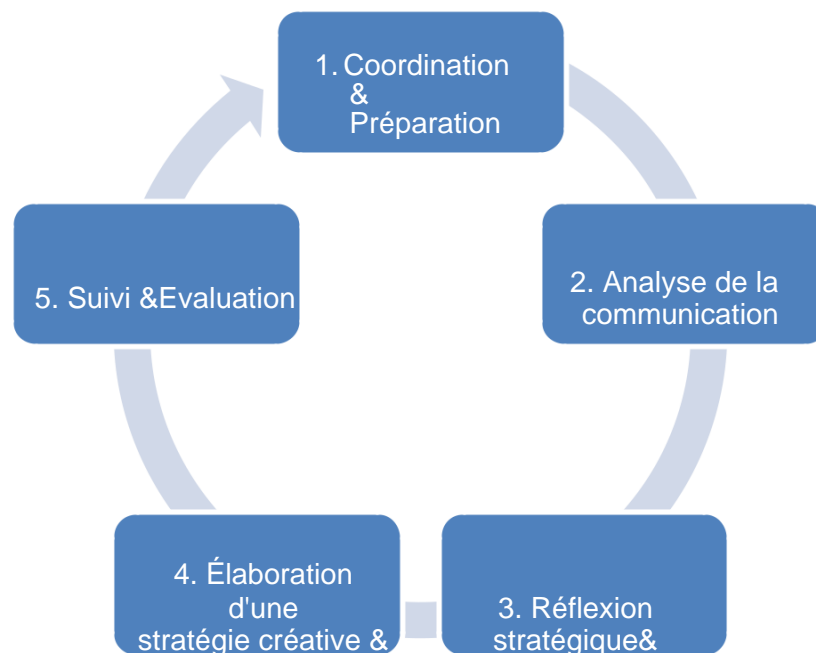 1. Coordination
&
Préparation
2. Analyse de la
communication
3. Réflexion
stratégique&
4. Élaboration
d'une
stratégie créative &
5. Suivi &Evaluation